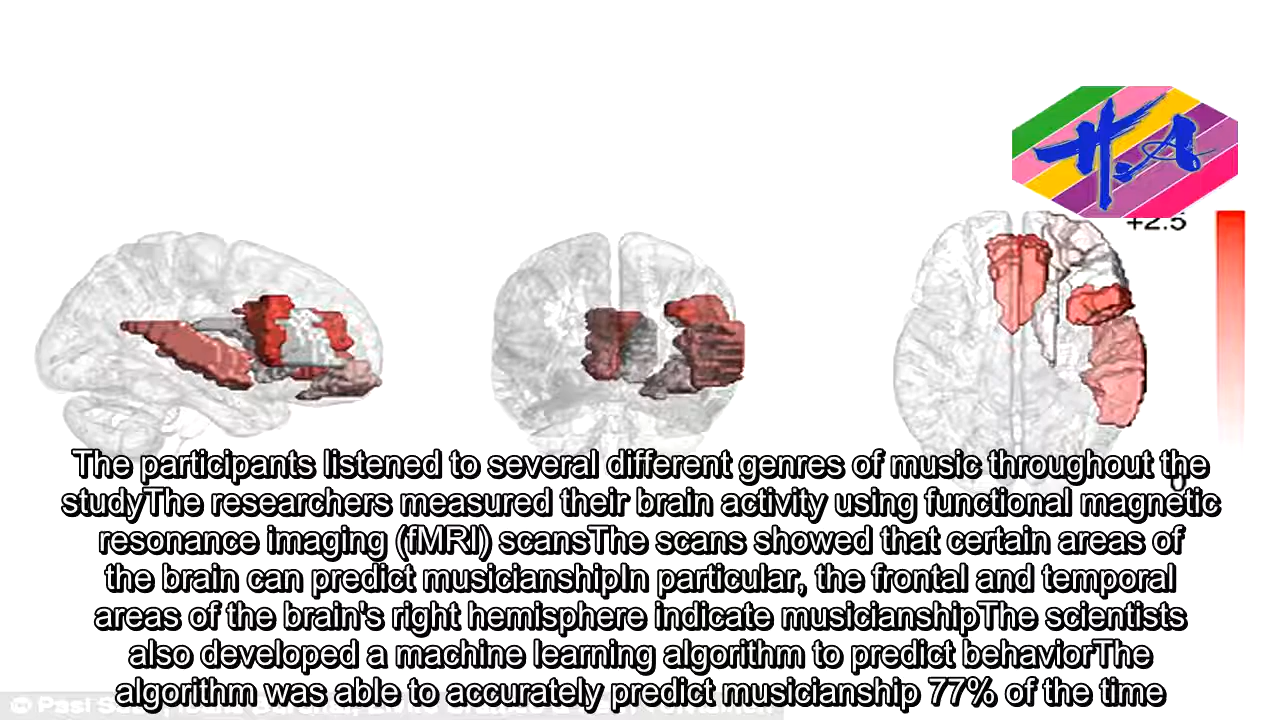 H.A
+2.5
0
The participants listened to several different genres of music throughout the
studyThe researchers measured their brain activity using functional magnetic
resonance imaging (fMRI) scansThe scans showed that certain areas of
the brain can predict musicianshipIn particular, the frontal and temporal
areas of the brain's right hemisphere indicate musicianshipThe scientists
also developed a machine learning algorithm to predict behaviorThe
algorithm was able to accurately predict musicianship 77% of the time
© Pasi